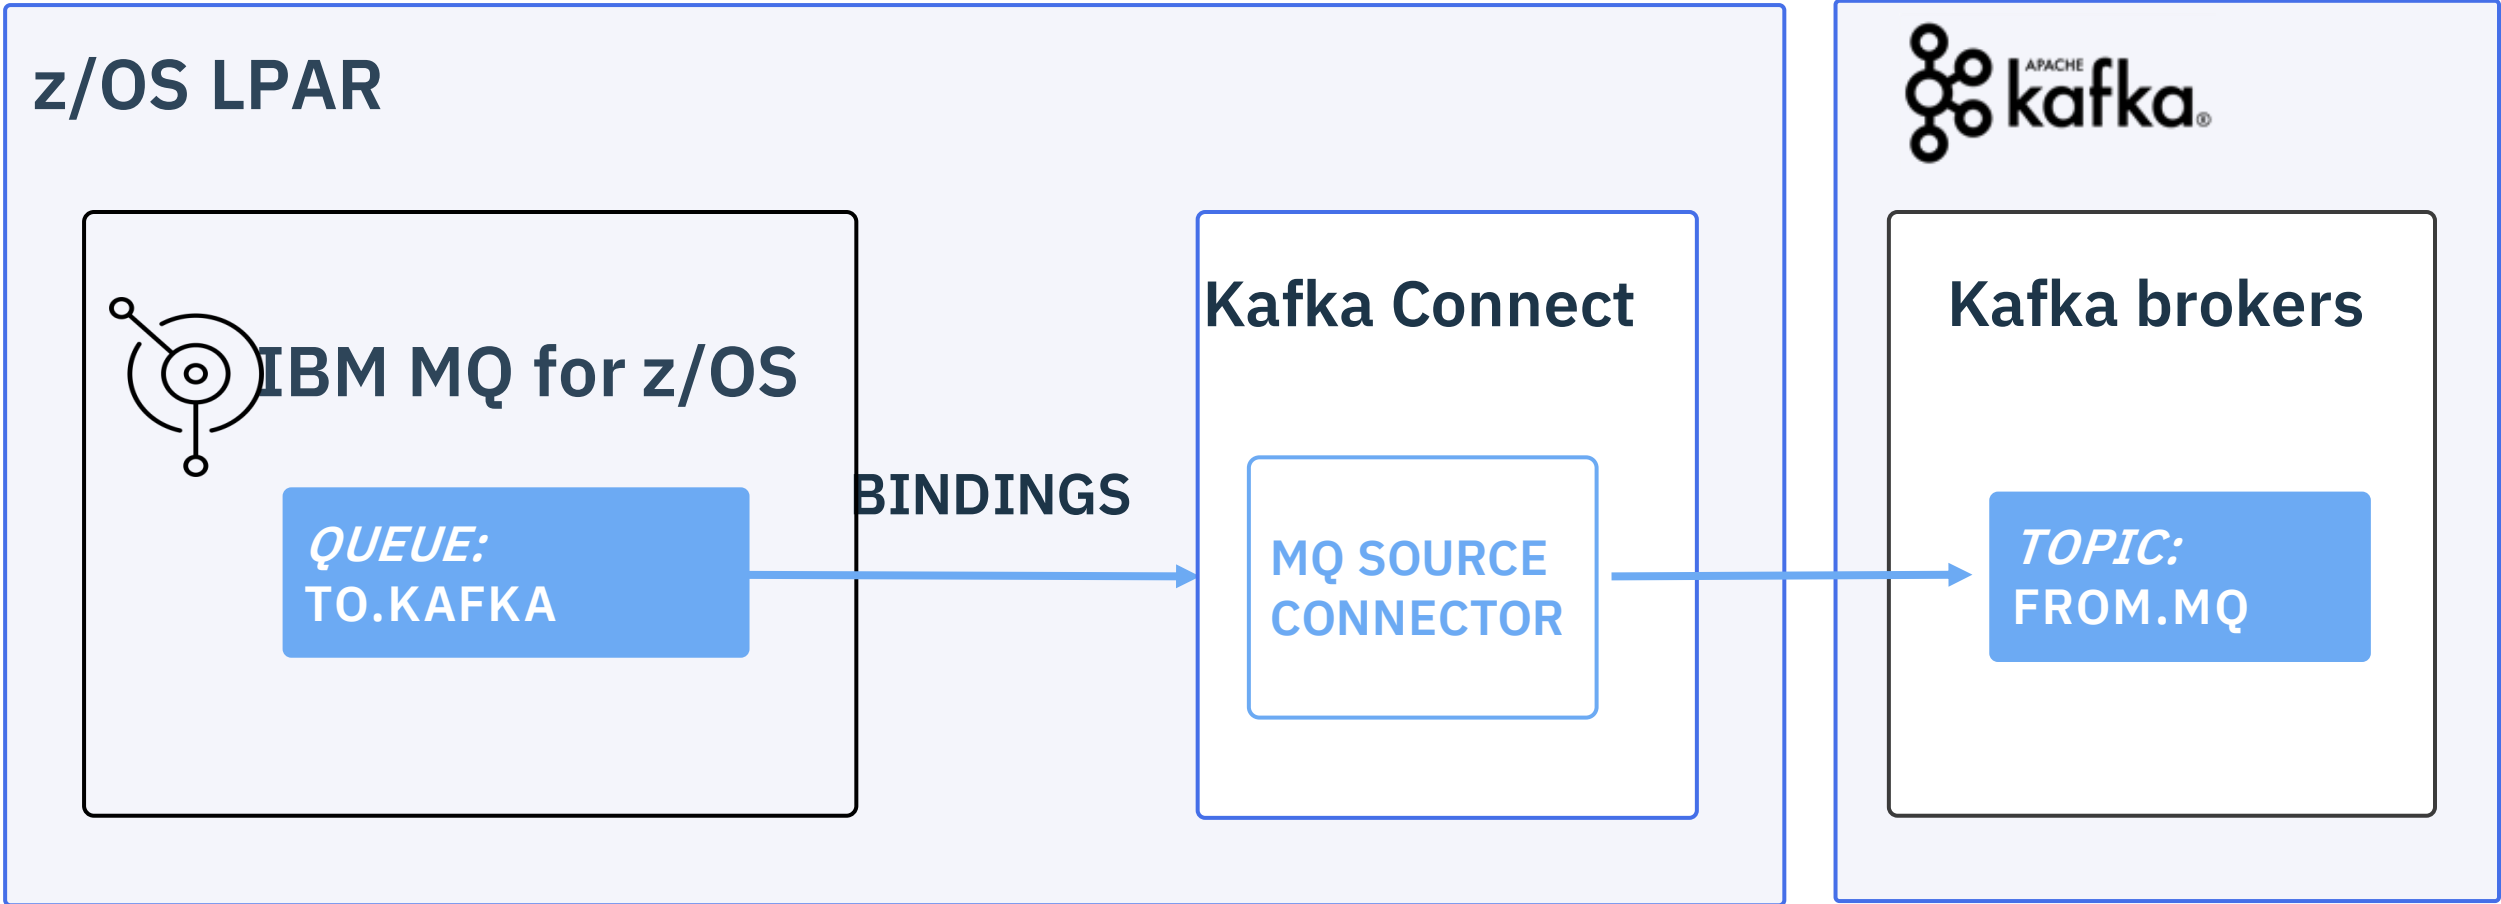 z/OS LPAR
APACHE
kafka®
IBM MQ for z/OS
QUEUE:
TO.KAFKA
BINDINGS
Kafka Connect
MQ SOURCE
CONNECTOR
Kafka brokers
TOPIC:
FROM.MQ